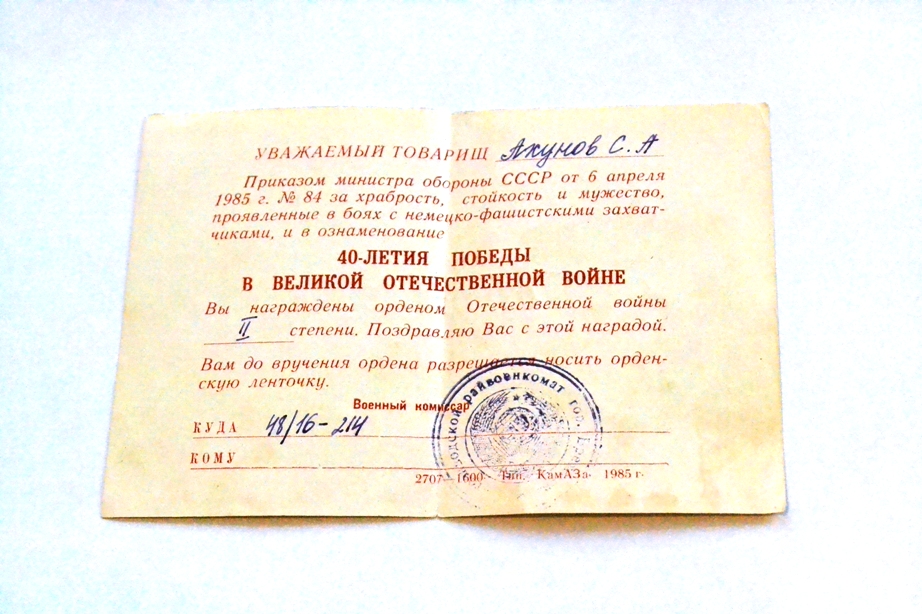 УВАЖАЕМЫЙ ТОВАРИЩ Ахунов С. А
Приказом министра обороны СССР от 6 апреля
1985 г. № 84 за храбрость, стойкость и мужество,
проявленные в боях с немецко-фашистскими захват-
чиками, и в ознаменование
40-ЛЕТИЯ ПОБЕДЫ
В ВЕЛИКОЙ ОТЕЧЕСТВЕННОЙ ВОЙНЕ
Вы награждены орденом Отечественной войны
II степени. Поздравляю Вас с этой наградой.
Вам до вручения ордена разрешается носить орден-
скую ленточку.
Военный комиссар
КУДА 48/16-214
КОМУ
2707—1600 Тип. КамАЗа 1985 г.
райвоенкомат гор.